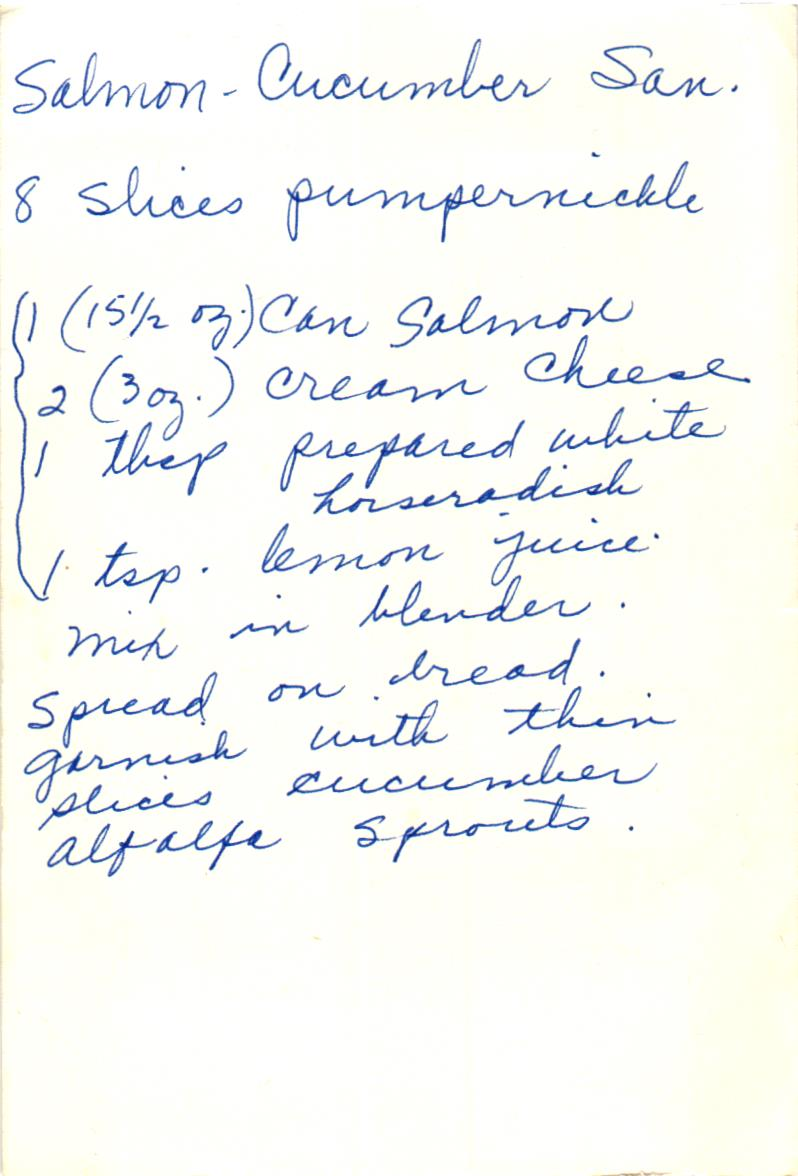 Salmon - Cucumber San.
8 slices pumpernickle
1 (15 1/2 oz.) Can Salmon
2 (3 oz.) cream cheese
1 tbsp prepared white
horseradish
1 tsp. lemon juice.
Mix in blender.
Spread on bread.
garnish with thin
slices cucumber
alfalfa sprouts.